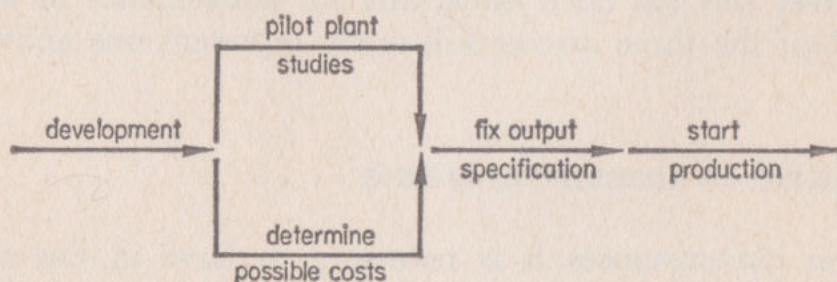 pilot plant
studies
development
fix output
specification
start
production
determine
possible costs